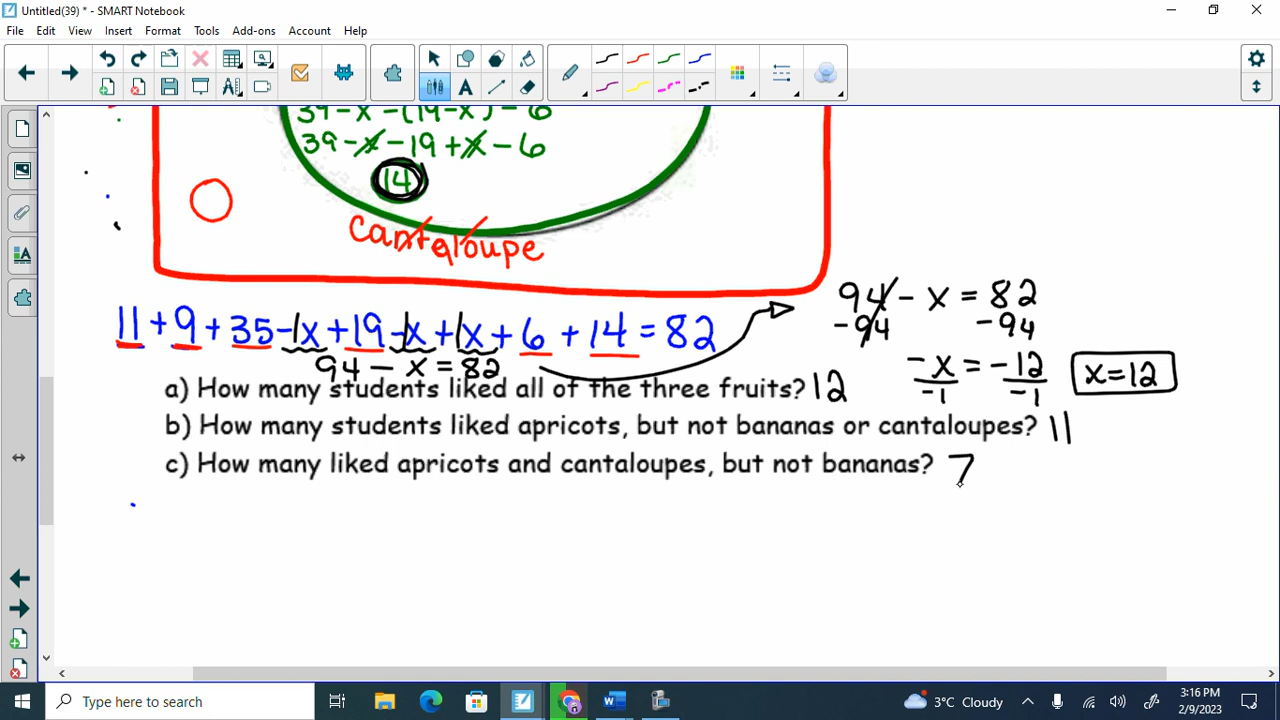 Untitled(39) * - SMART Notebook
File Edit View Insert Format Tools Add-ons Account Help
39 - x - (19 - x) - 6
39 - x - 19 + x - 6
14
Cantaloupe
94 - x = 82
-94 -94
11 + 9 + 35 - 1x + 19 - 1x + 1x + 6 + 14 = 82
94 - x = 82
-x = -12
-1 -1
x = 12
a) How many students liked all of the three fruits? 12
b) How many students liked apricots, but not bananas or cantaloupes? 11
c) How many liked apricots and cantaloupes, but not bananas? 7
Type here to search
3°C Cloudy
3:16 PM
2/9/2023